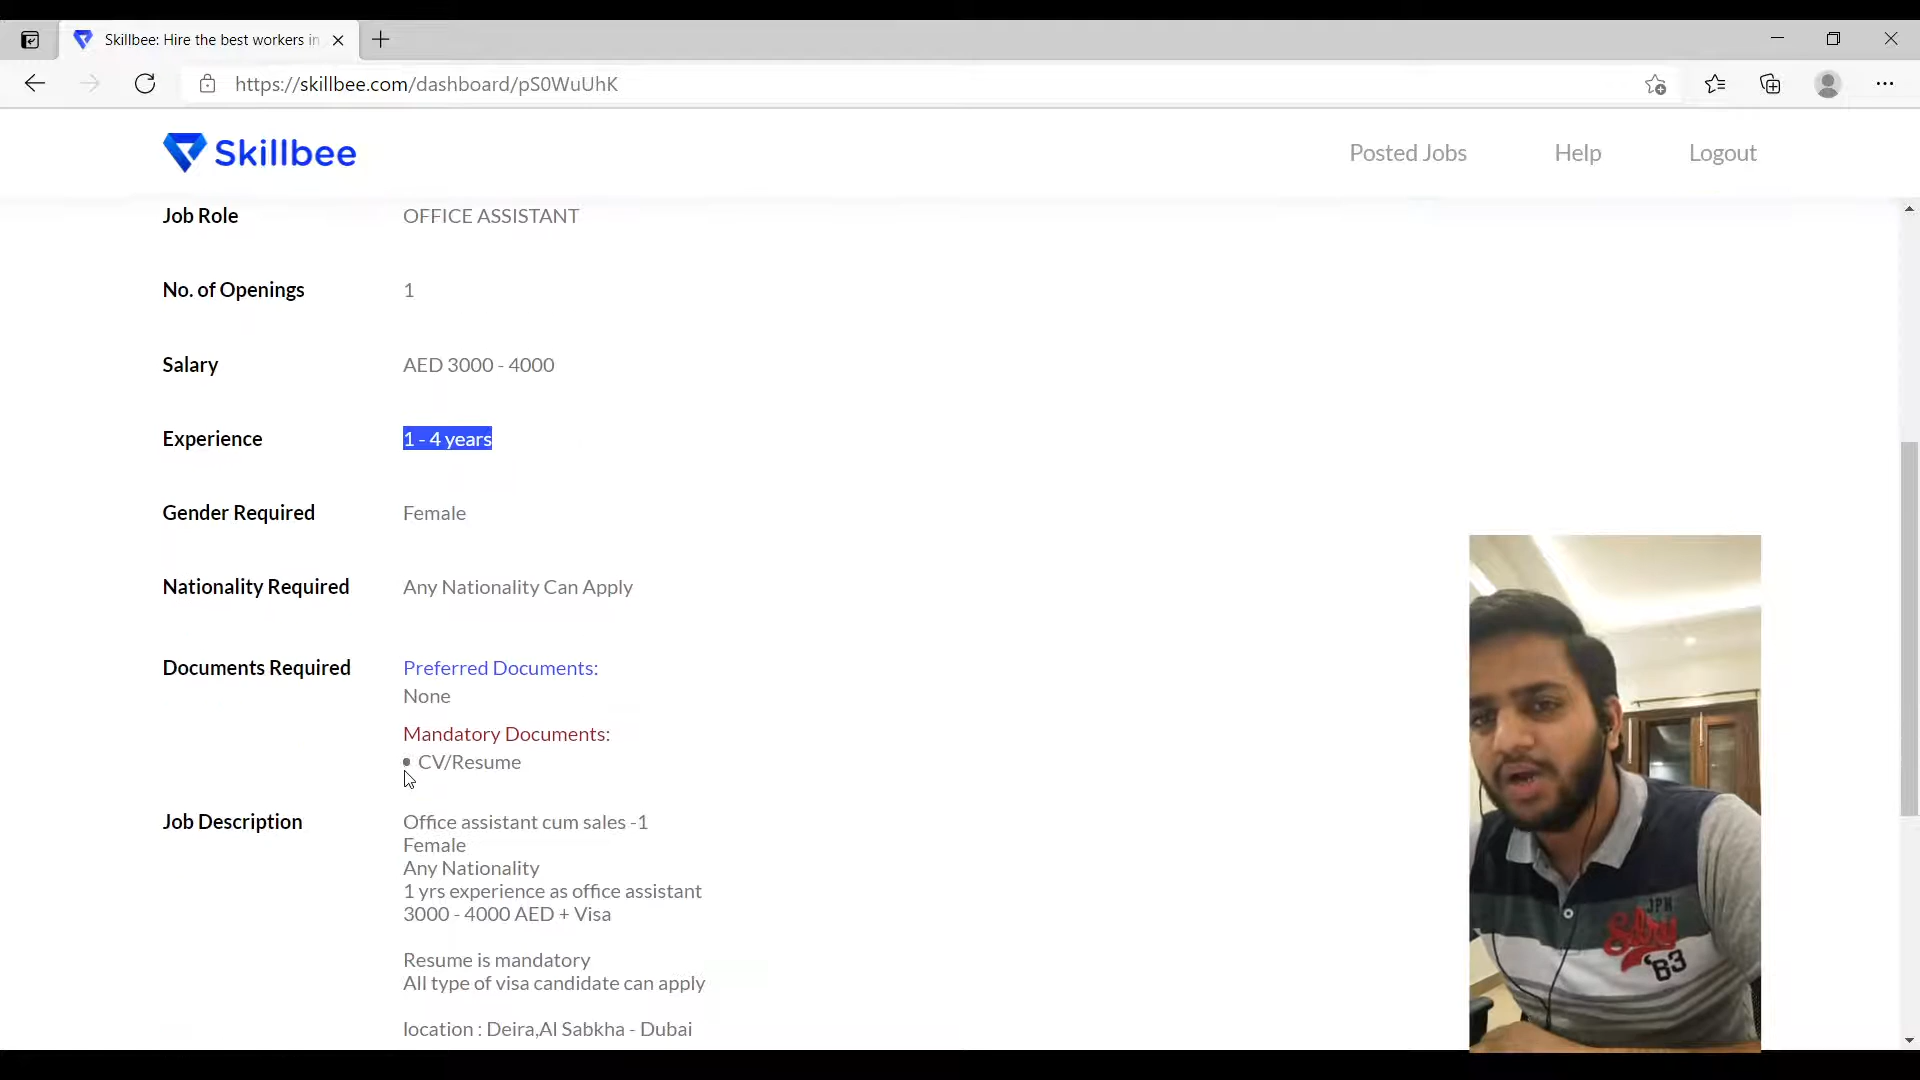 Skillbee: Hire the best workers in
https://skillbee.com/dashboard/pS0WuUhK
Skillbee
Posted Jobs
Help
Logout
Job Role
OFFICE ASSISTANT
No. of Openings
1
Salary
AED 3000 - 4000
Experience
1 - 4 years
Gender Required
Female
Nationality Required
Any Nationality Can Apply
Documents Required
Preferred Documents:
None
Mandatory Documents:
• CV/Resume
Job Description
Office assistant cum sales -1
Female
Any Nationality
1 yrs experience as office assistant
3000 - 4000 AED + Visa
Resume is mandatory
All type of visa candidate can apply
location : Deira,Al Sabkha - Dubai
'83